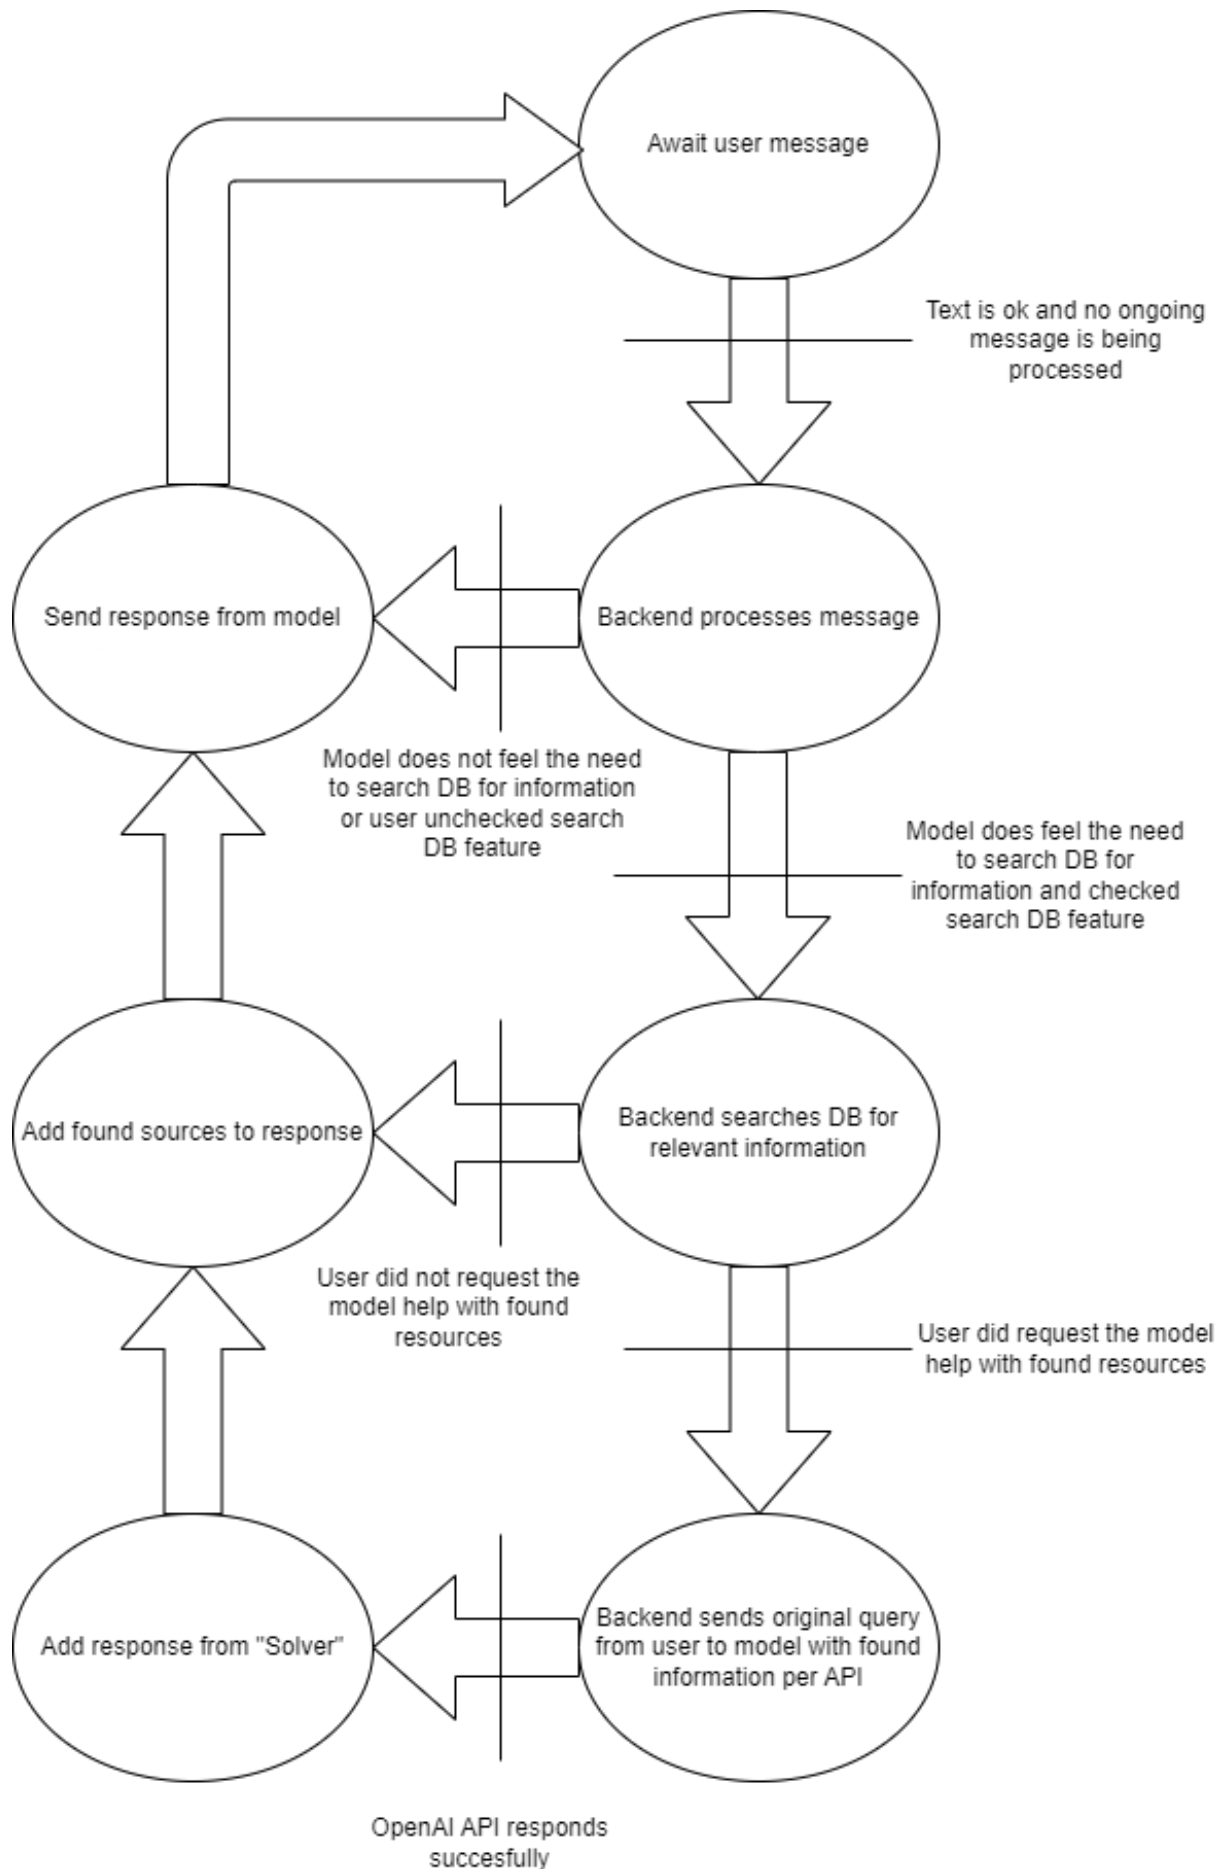 Await user message
Text is ok and no ongoing
message is being
processed
Send response from model
Backend processes message
Model does not feel the need
to search DB for information
or user unchecked search
DB feature
Model does feel the need
to search DB for
information and checked
search DB feature
Add found sources to response
Backend searches DB for
relevant information
User did not request the
model help with found
resources
User did request the model
help with found resources
Add response from "Solver"
Backend sends original query
from user to model with found
information per API
OpenAI API responds
succesfully